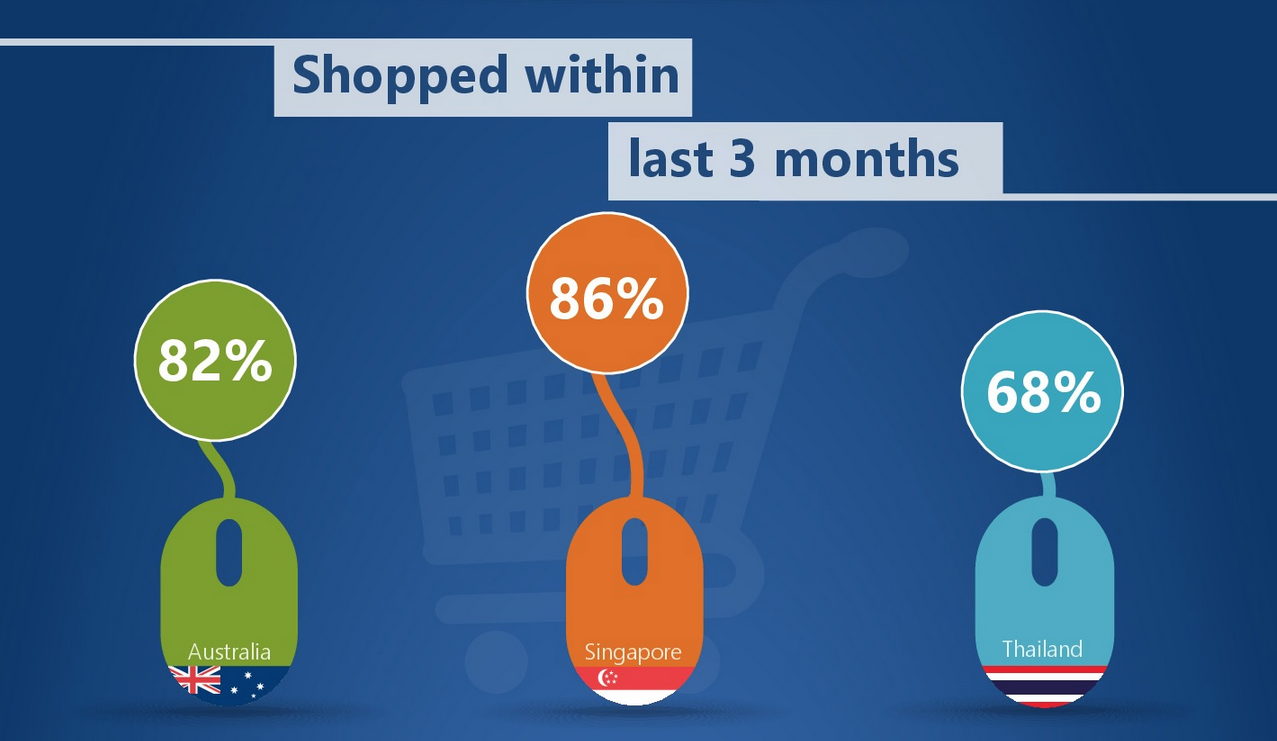 Shopped within
last 3 months
86%
82%
68%
Australia
Singapore
Thailand